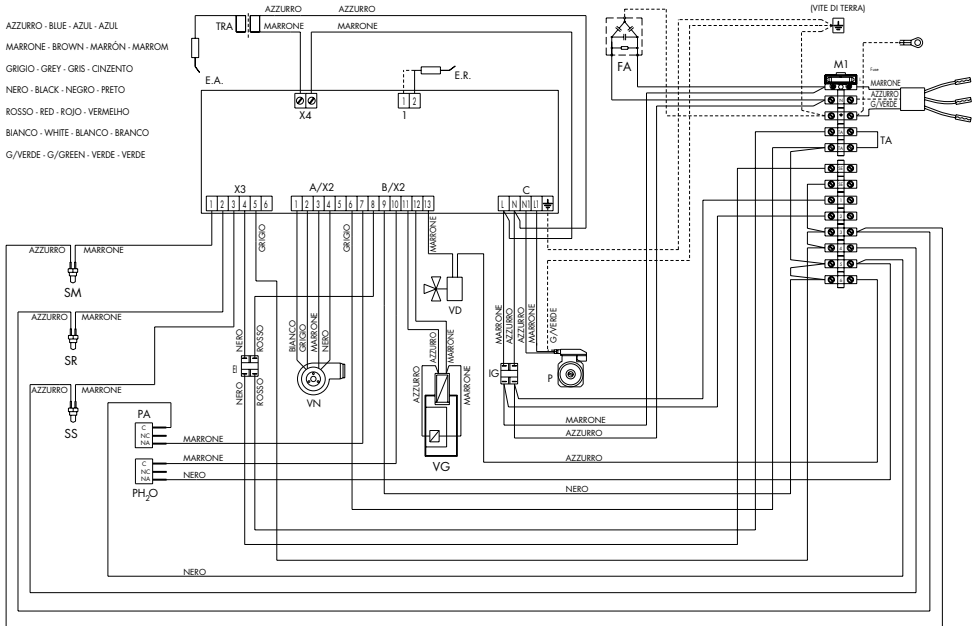 AZZURRO - BLUE - AZUL - AZUL
MARRONE - BROWN - MARRÓN - MARROM
GRIGIO - GREY - GRIS - CINZENTO
NERO - BLACK - NEGRO - PRETO
ROSSO - RED - ROJO - VERMELHO
BIANCO - WHITE - BLANCO - BRANCO
G/VERDE - G/GREEN - VERDE - VERDE
AZZURRO AZZURRO
TRA MARRONE MARRONE
E.A.
E.R.
X4
1 2
1
(VITE DI TERRA)
FA
M1
MARRONE
AZZURRO
G/VERDE
TA
X3 A/X2 B/X2 C
1 2 3 4 5 6
1 2 3 4 5 6 7 8 9 10 11 12 13
L N N1 L1
GRIGIO
GRIGIO
MARRONE
AZZURRO MARRONE
SM
AZZURRO MARRONE
SR
AZZURRO MARRONE
SS
NERO ROSSO
EI
NERO ROSSO
BIANCO GRIGIO MARRONE NERO
VN
VD
AZZURRO MARRONE
AZZURRO MARRONE
VG
MARRONE AZZURRO AZZURRO MARRONE
G/VERDE
IG
P
PA
C
NC
NA
MARRONE
C
NC
NA
PH2O
MARRONE
NERO
MARRONE
AZZURRO
AZZURRO
NERO
NERO